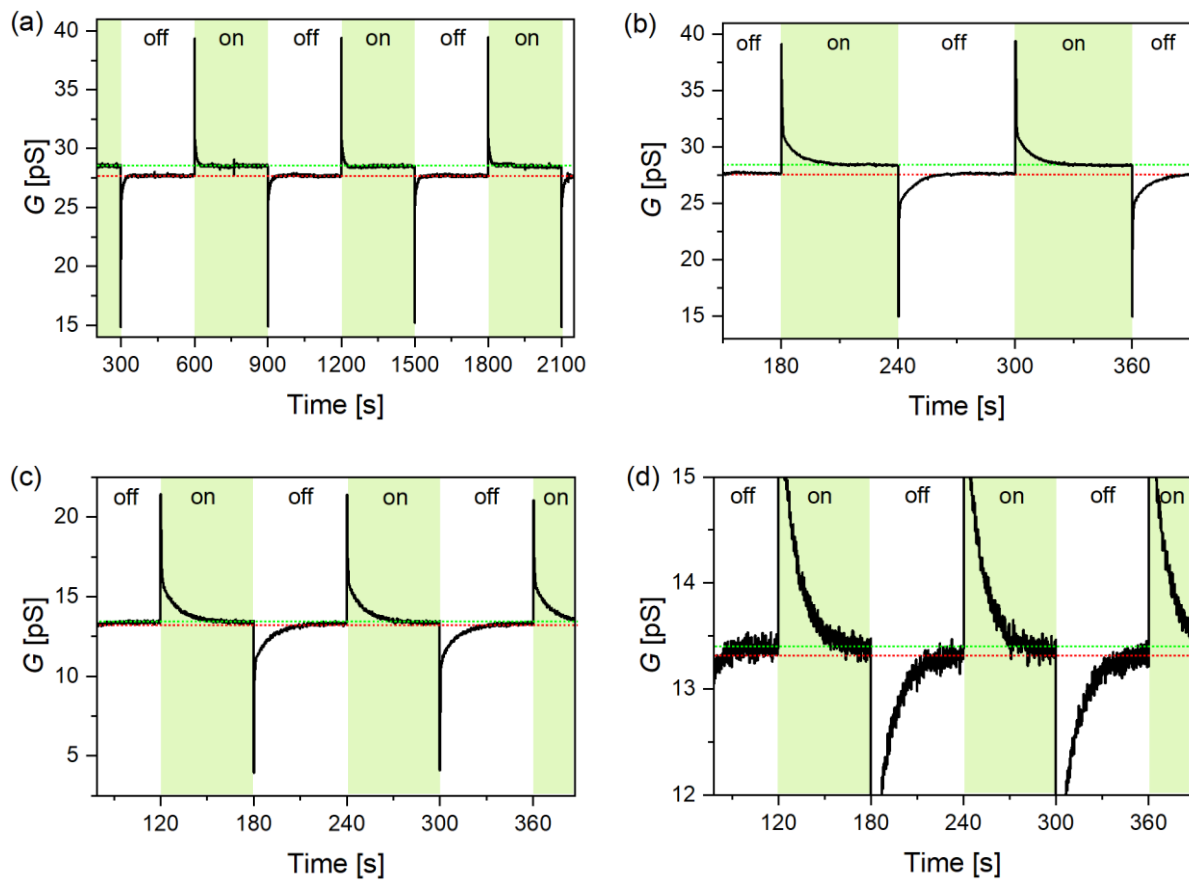 (a)
off on off on off on
40
35
30
25
20
15
G [pS]
300 600 900 1200 1500 1800 2100
Time [s]
(b)
off on off on off
40
35
30
25
20
15
G [pS]
180 240 300 360
Time [s]
(c)
off on off on off on
20
15
10
5
G [pS]
120 180 240 300 360
Time [s]
(d)
off on off on off on
15
14
13
12
G [pS]
120 180 240 300 360
Time [s]